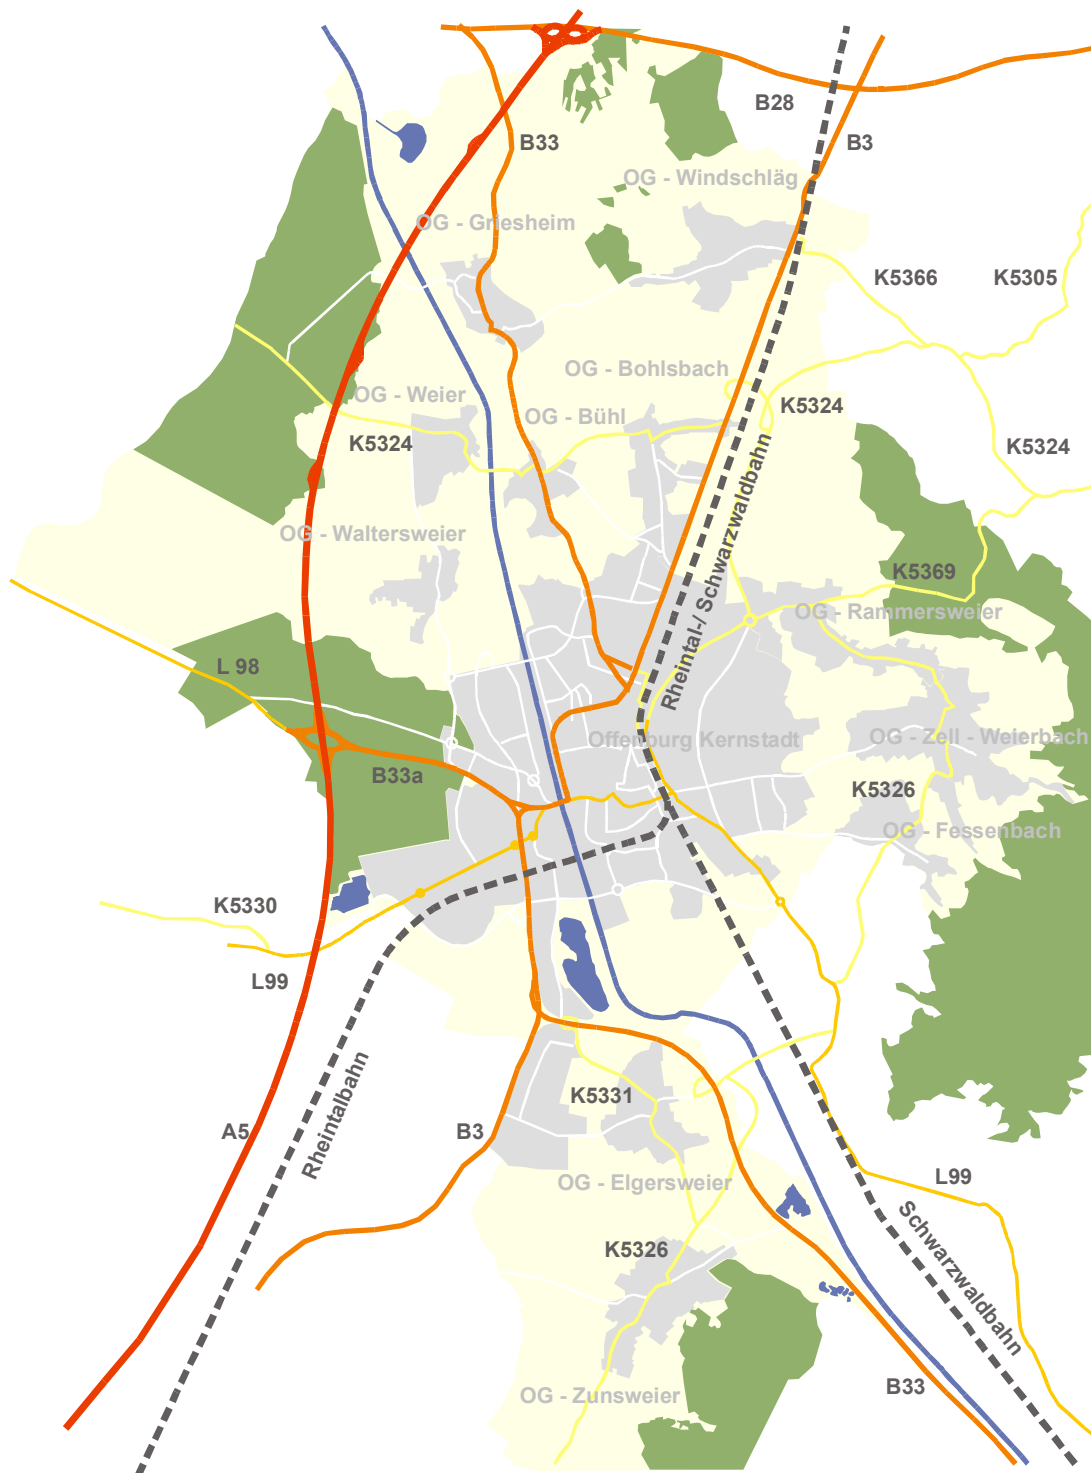 B28
B33
B3
OG - Windschläg
OG - Griesheim
K5366
K5305
OG - Bohlsbach
OG - Weier
K5324
OG - Bühl
K5324
K5324
Rheintal-/ Schwarzwaldbahn
OG - Waltersweier
K5369
OG - Rammersweier
L 98
Offenburg Kernstadt
OG - Zell - Weierbach
B33a
K5326
OG - Fessenbach
K5330
L99
Rheintalbahn
K5331
A5
B3
OG - Elgersweier
L99
Schwarzwaldbahn
K5326
B33
OG - Zunsweier